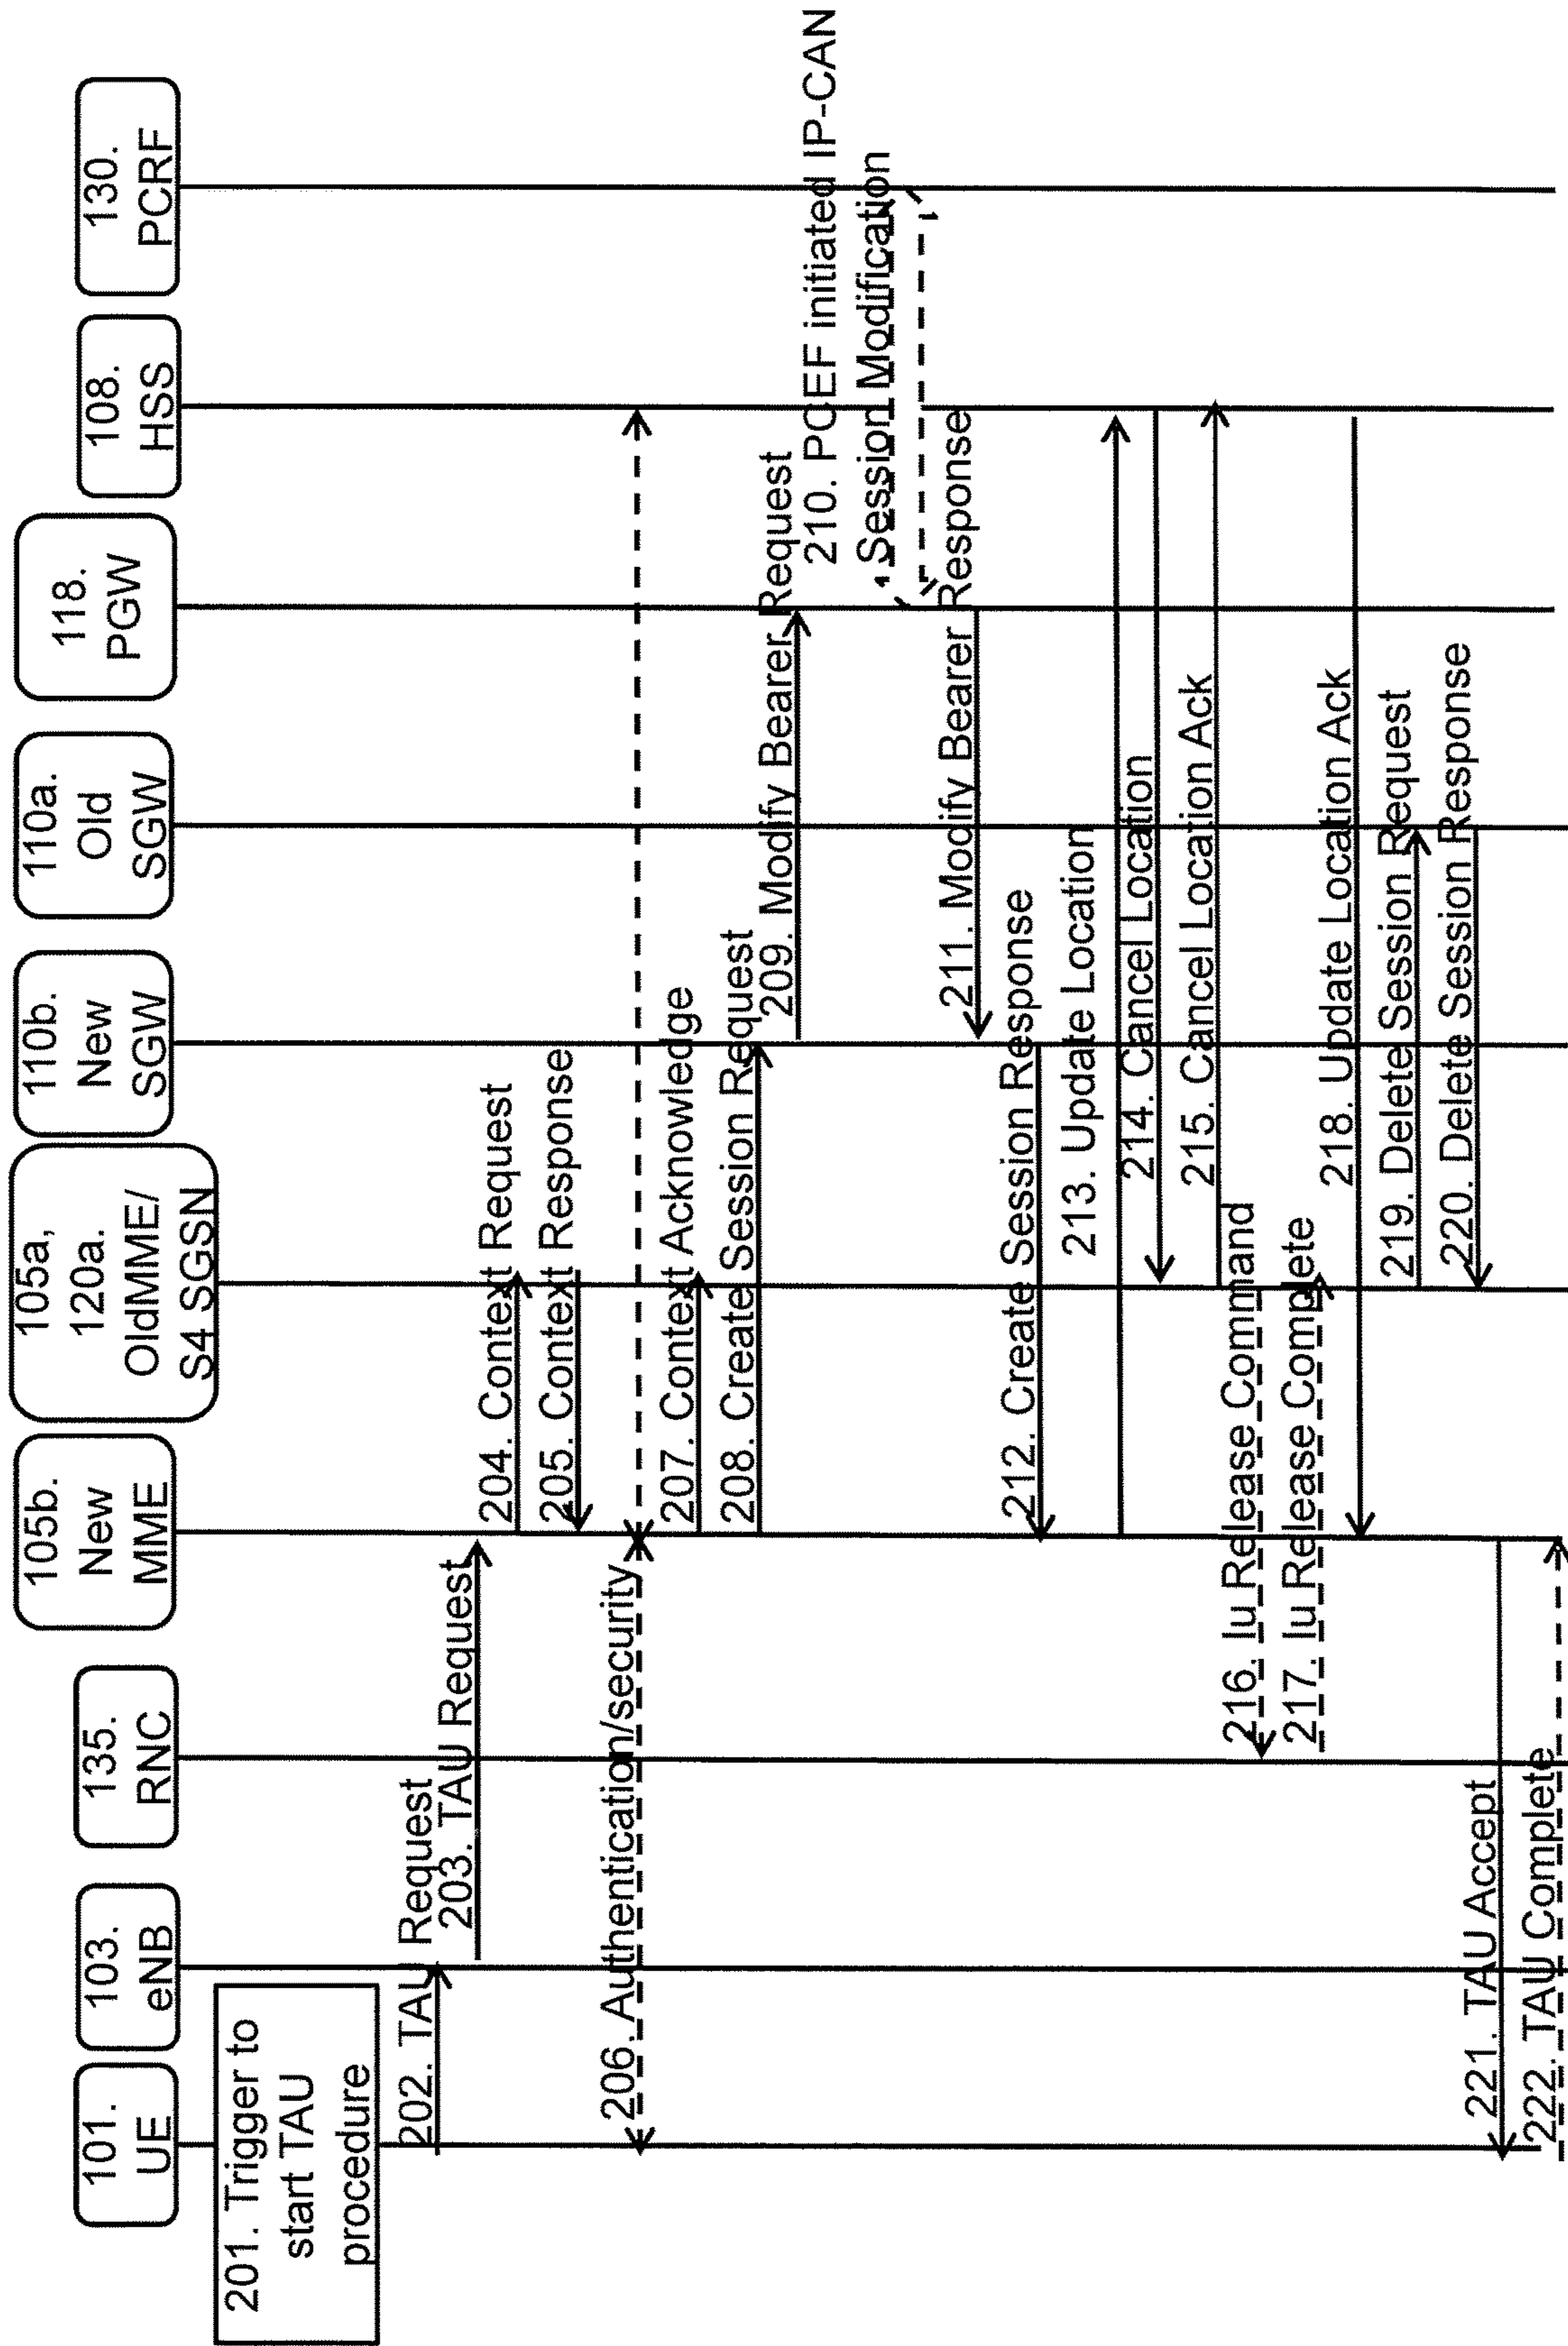 101.
UE
103.
eNB
135.
RNC
105b.
New
MME
105a,
120a.
OldMME/
S4 SGSN
110b.
New
SGW
110a.
Old
SGW
118.
PGW
108.
HSS
130.
PCRF
201. Trigger to
start TAU
procedure
202. TAU Request
203. TAU Request
204. Context Request
205. Context Response
206. Authentication/security
207. Context Acknowledge
208. Create Session Request
209. Modify Bearer Request
210. PCEF initiated IP-CAN
Session Modification
211. Modify Bearer Response
212. Create Session Response
213. Update Location
214. Cancel Location
215. Cancel Location Ack
216. Iu Release Command
217. Iu Release Complete
218. Update Location Ack
219. Delete Session Request
220. Delete Session Response
221. TAU Accept
222. TAU Complete